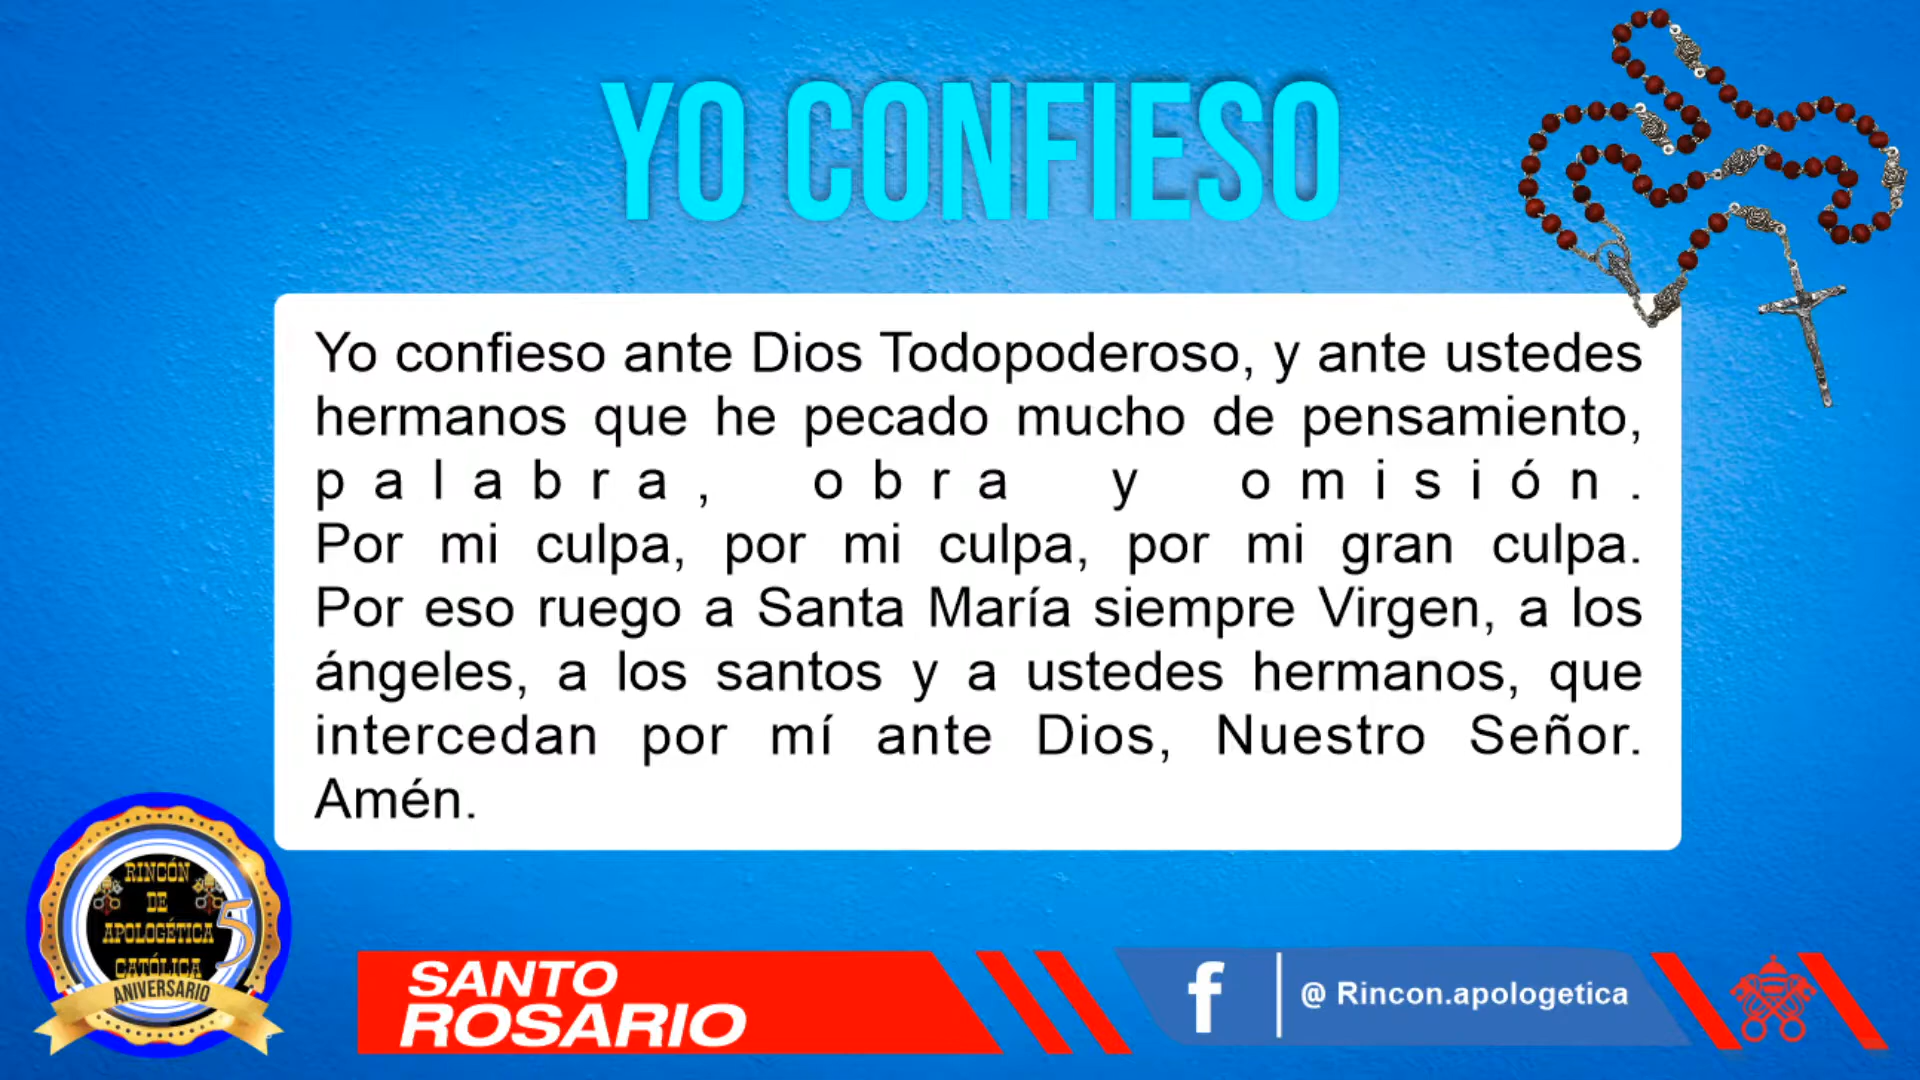 YO CONFIESO
Yo confieso ante Dios Todopoderoso, y ante ustedes
hermanos que he pecado mucho de pensamiento,
palabra, obra y omisión.
Por mi culpa, por mi culpa, por mi gran culpa.
Por eso ruego a Santa María siempre Virgen, a los
ángeles, a los santos y a ustedes hermanos, que
intercedan por mí ante Dios, Nuestro Señor.
Amén.
RINCÓN
DE
APOLOGÉTICA
CATÓLICA
5
ANIVERSARIO
SANTO
ROSARIO
f
@ Rincon.apologetica